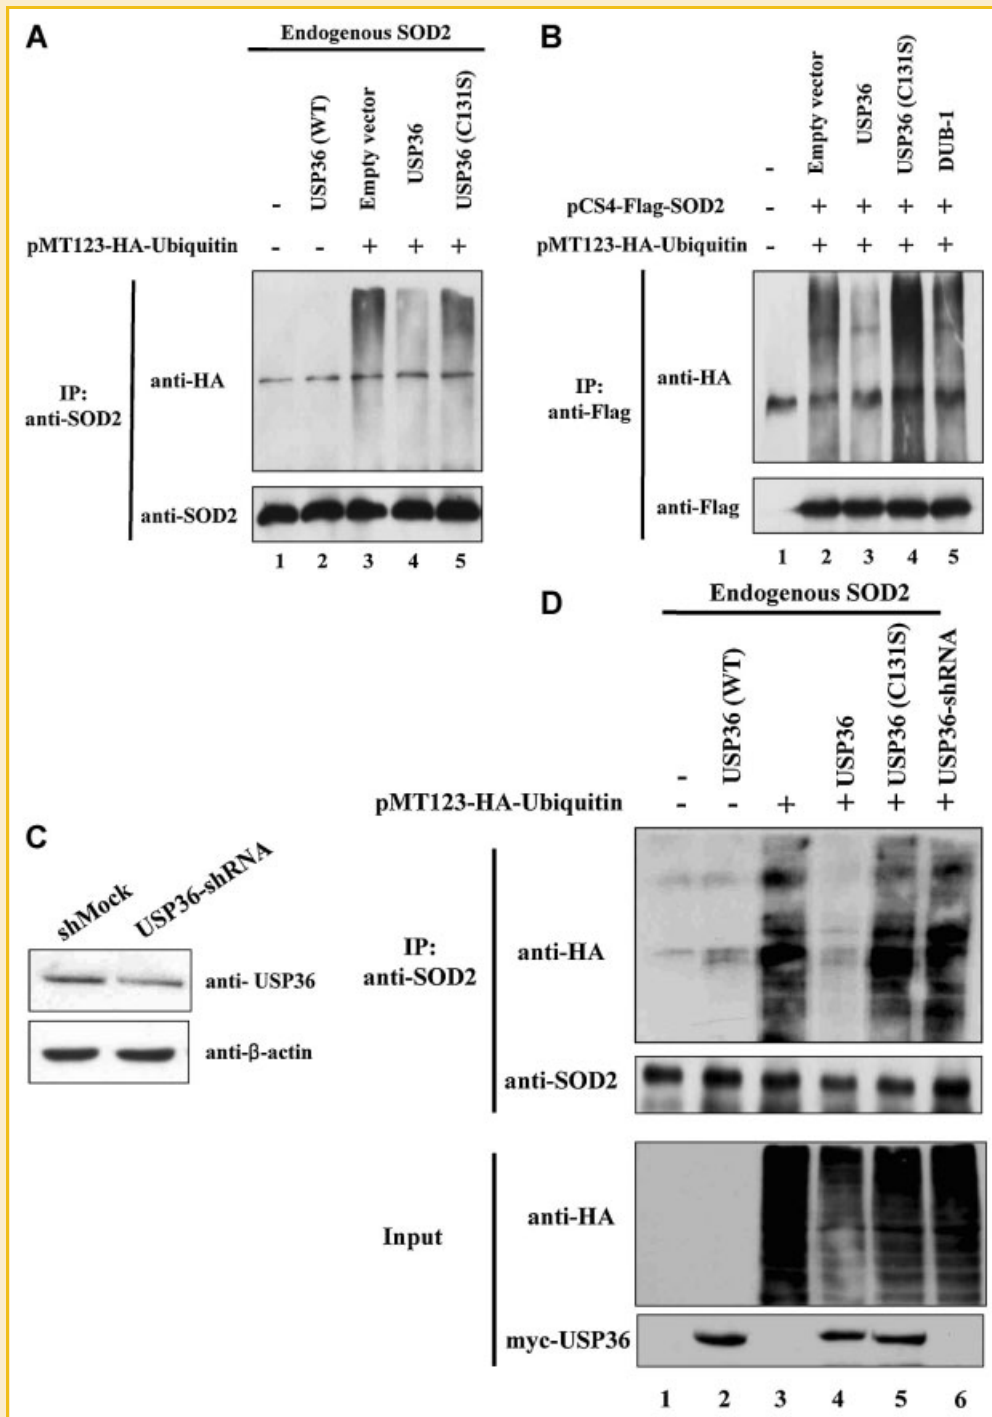 A
Endogenous SOD2
-
USP36 (WT)
Empty vector
USP36
USP36 (C131S)
pMT123-HA-Ubiquitin - - + + +
IP:
anti-SOD2
anti-HA
anti-SOD2
1 2 3 4 5
B
-
Empty vector
USP36
USP36 (C131S)
DUB-1
pCS4-Flag-SOD2 - + + + +
pMT123-HA-Ubiquitin - + + + +
IP:
anti-Flag
anti-HA
anti-Flag
1 2 3 4 5
C
shMock
USP36-shRNA
anti- USP36
anti-β-actin
D
Endogenous SOD2
-
USP36 (WT)
USP36
USP36 (C131S)
USP36-shRNA
pMT123-HA-Ubiquitin - - + + + +
IP:
anti-SOD2
anti-HA
anti-SOD2
Input
anti-HA
myc-USP36
1 2 3 4 5 6